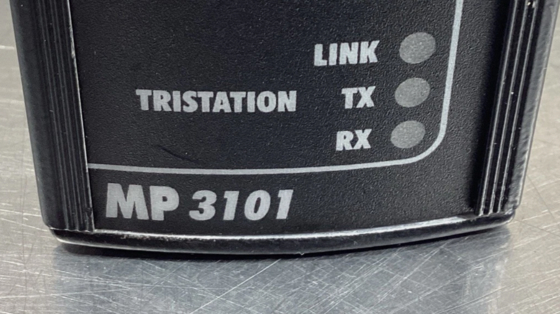 LINK
TRISTATION TX
RX
MP 3101